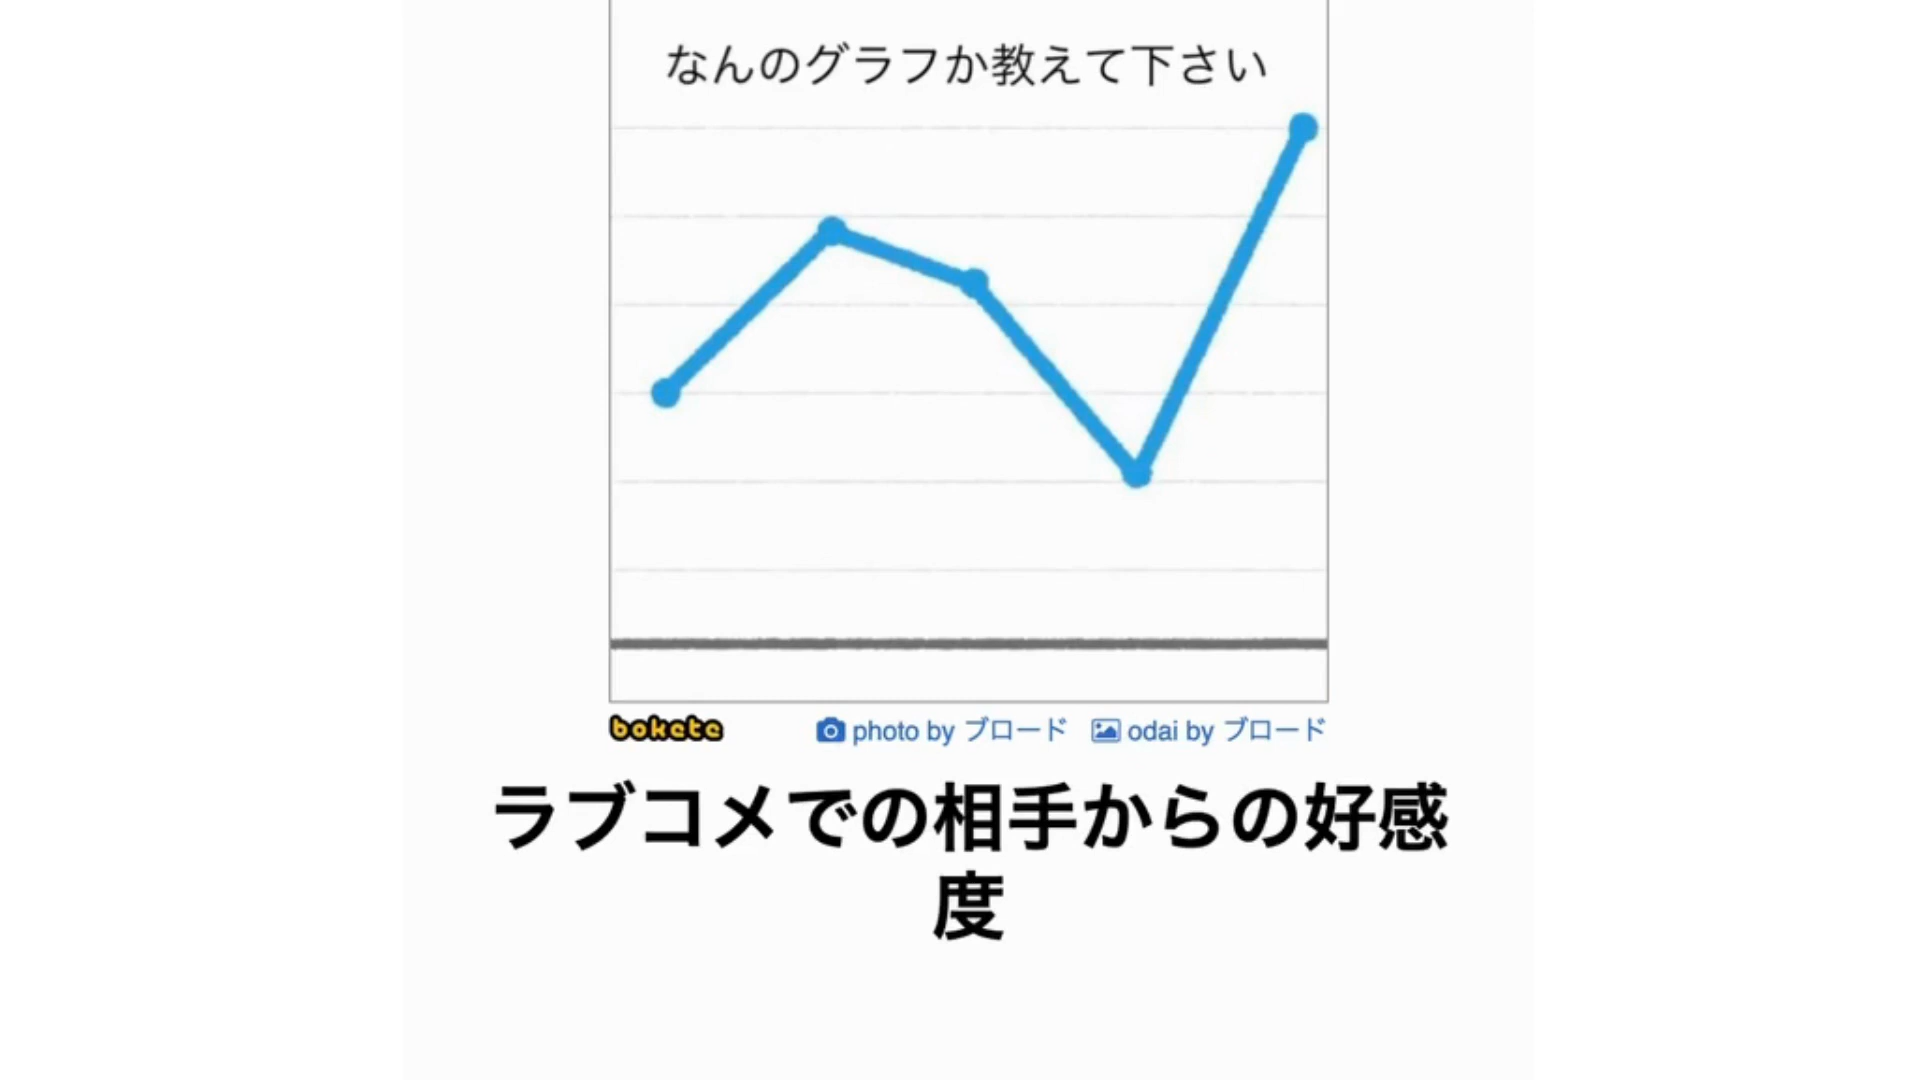 なんのグラフか教えて下さい
bokete photo by ブロード odai by ブロード
ラブコメでの相手からの好感
度